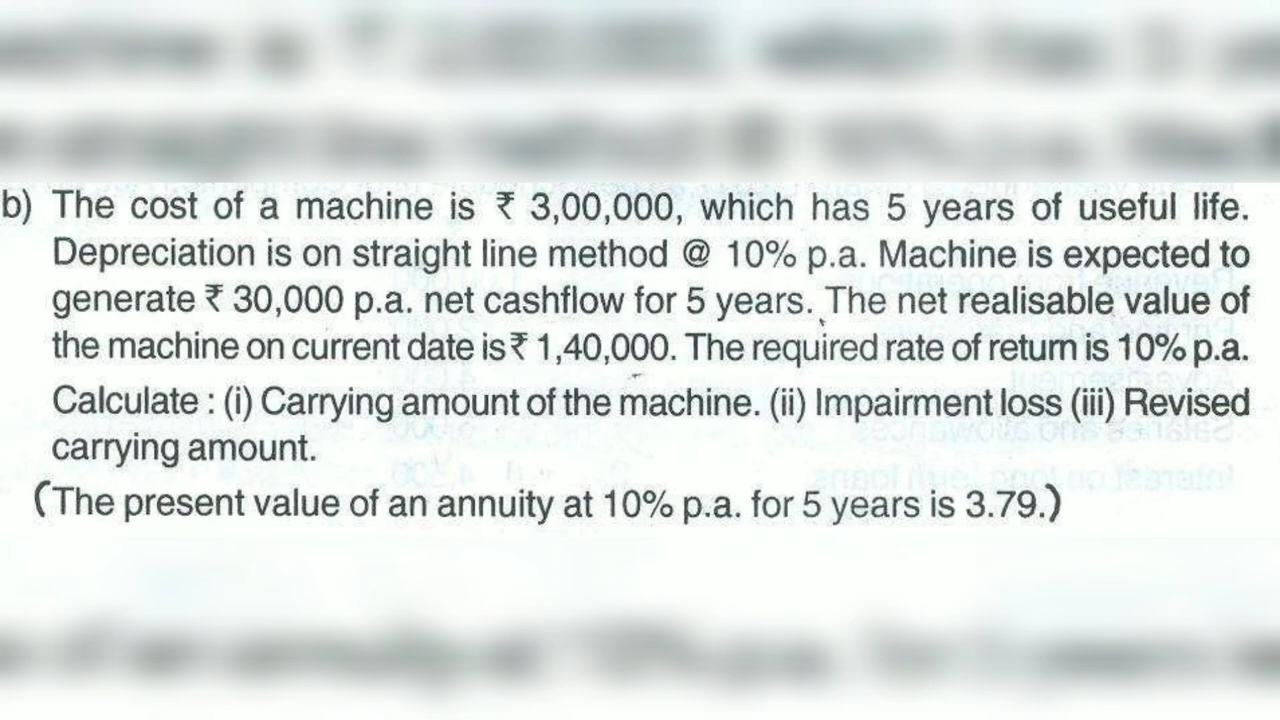 b) The cost of a machine is ₹ 3,00,000, which has 5 years of useful life.
Depreciation is on straight line method @ 10% p.a. Machine is expected to
generate ₹ 30,000 p.a. net cashflow for 5 years. The net realisable value of
the machine on current date is ₹ 1,40,000. The required rate of return is 10% p.a.
Calculate : (i) Carrying amount of the machine. (ii) Impairment loss (iii) Revised
carrying amount.
(The present value of an annuity at 10% p.a. for 5 years is 3.79.)